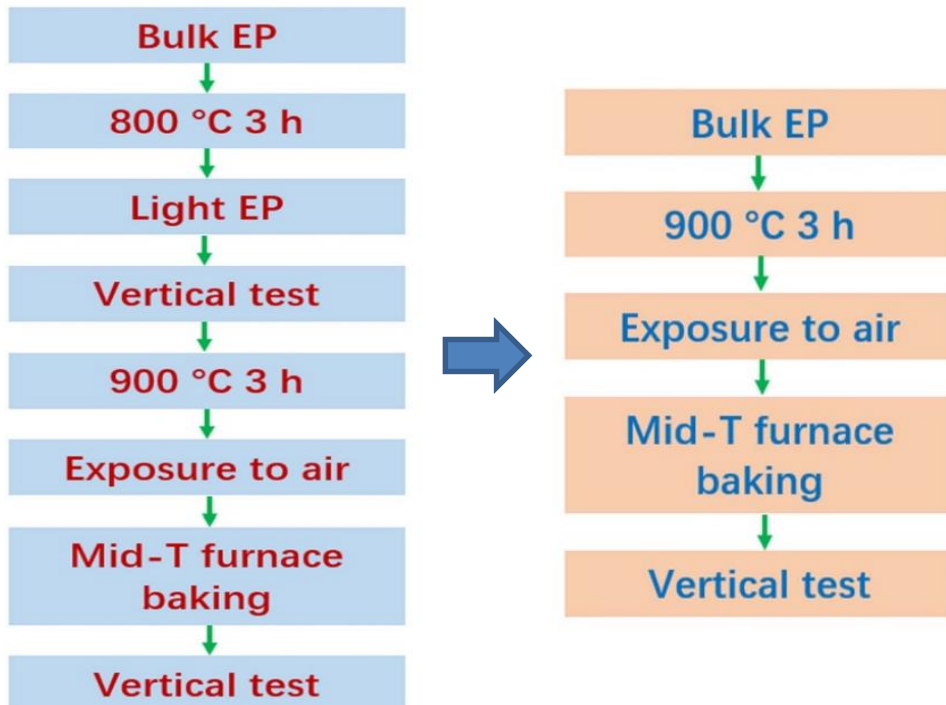 Bulk EP
800 °C 3 h
Light EP
Vertical test
900 °C 3 h
Exposure to air
Mid-T furnace
baking
Vertical test
Bulk EP
900 °C 3 h
Exposure to air
Mid-T furnace
baking
Vertical test